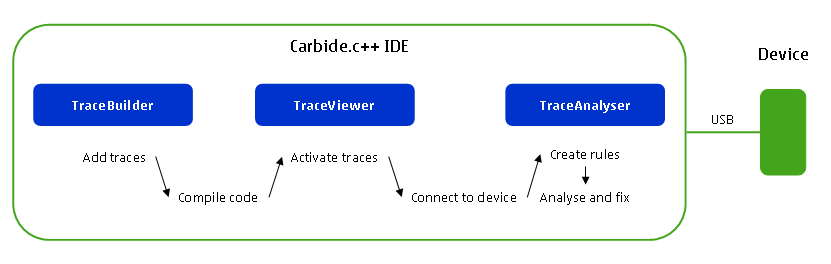 Carbide.c++ IDE
Device
TraceBuilder
TraceViewer
TraceAnalyser
USB
Add traces
Activate traces
Create rules
Compile code
Connect to device
Analyse and fix